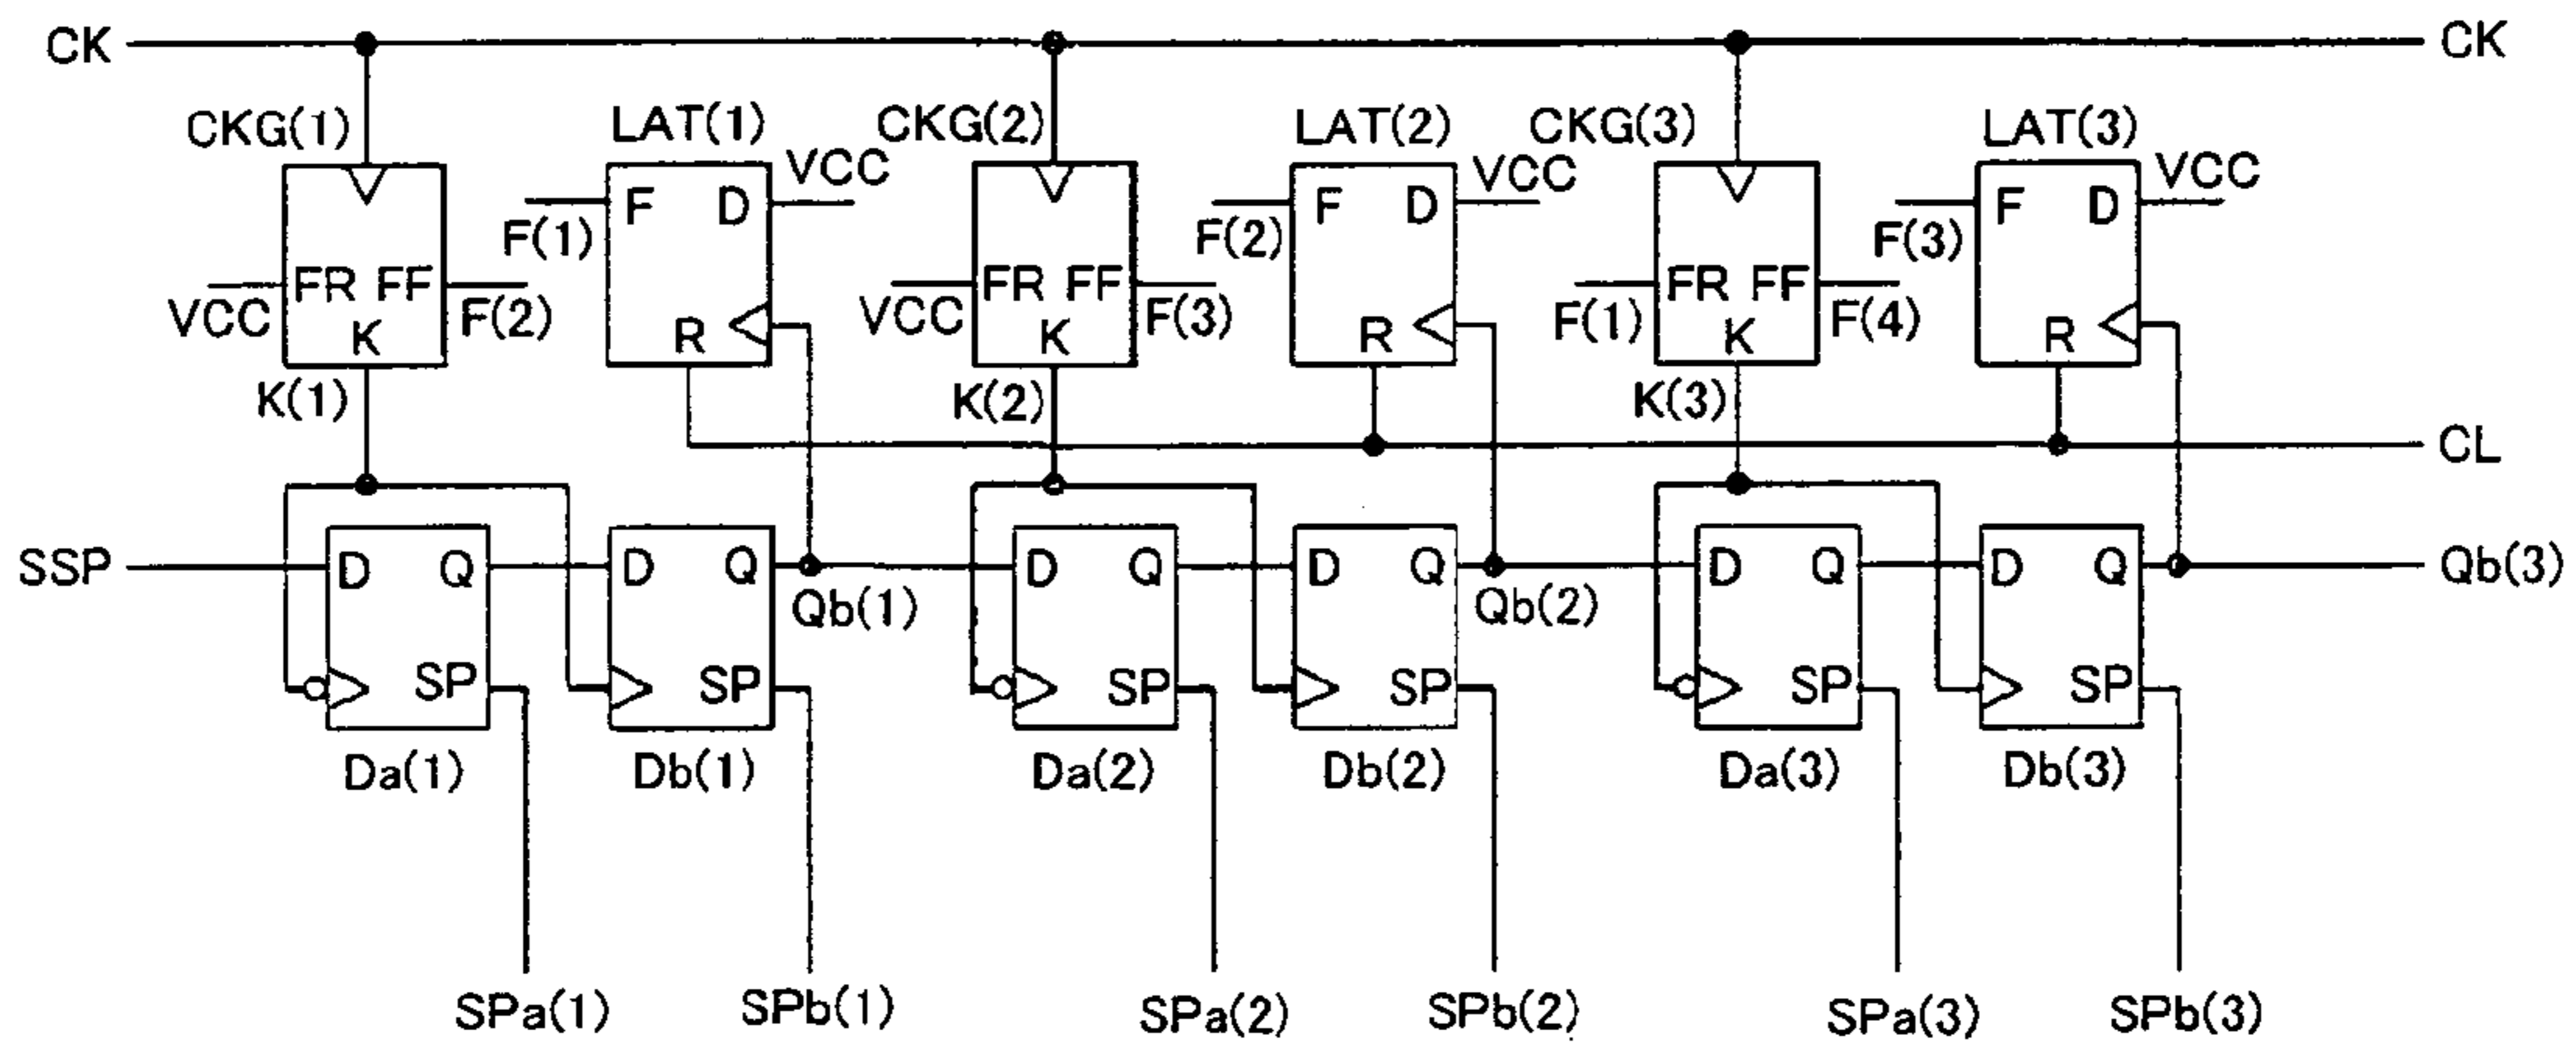 CK CK
CKG(1) LAT(1) CKG(2) LAT(2) CKG(3) LAT(3)
VCC VCC VCC
F D F D F D
F(1) F(2) F(3)
FR FF FR FF FR FF
VCC F(2) VCC F(3) F(1) F(4)
K R K R K R
K(1) K(2) K(3)
CL
SSP D Q D Q D Q D Q D Q D Q Qb(3)
Qb(1) Qb(2)
SP SP SP SP SP SP
Da(1) Db(1) Da(2) Db(2) Da(3) Db(3)
SPa(1) SPb(1) SPa(2) SPb(2) SPa(3) SPb(3)